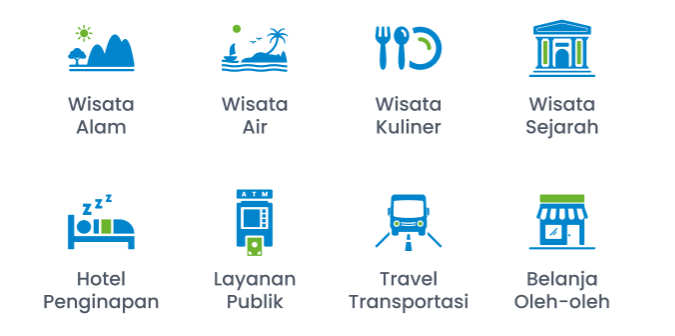 Wisata
Alam
Wisata
Air
Wisata
Kuliner
Wisata
Sejarah
z z z
ATM
Hotel
Penginapan
Layanan
Publik
Travel
Transportasi
Belanja
Oleh-oleh